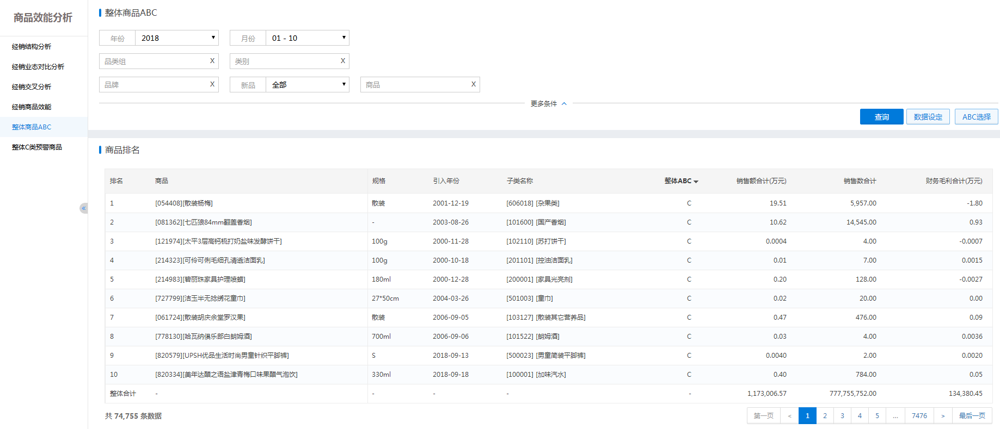 商品效能分析
经销结构分析
经销业态对比分析
经销交叉分析
经销商品效能
整体商品ABC
整体C类预警商品
«
整体商品ABC
年份 2018 月份 01 - 10
品类组 X 类别 X
品牌 X 新品 全部 商品 X
更多条件
查询 数据设定 ABC选择
商品排名
排名 商品 规格 引入年份 子类名称 整体ABC 销售额合计(万元) 销售数合计 财务毛利合计(万元)
1 [054408][散装杨梅] 散装 2001-12-19 [606018] [杂果类] C 19.51 5,957.00 -1.80
2 [081362][七匹狼84mm翻盖香烟] - 2003-08-26 [101600] [国产香烟] C 10.62 14,545.00 0.93
3 [121974][太平3层高钙梳打奶盐味发酵饼干] 100g 2000-11-28 [102110] [苏打饼干] C 0.0004 4.00 -0.0007
4 [214323][可伶可俐毛细孔清透洁面乳] 100g 2000-10-18 [201101] [控油洁面乳] C 0.01 7.00 0.0015
5 [214983][碧丽珠家具护理喷蜡] 180ml 2000-12-28 [200001] [家具光亮剂] C 0.20 128.00 -0.0027
6 [727799][洁玉半无捻绣花童巾] 27*50cm 2004-03-26 [501003] [童巾] C 0.02 20.00 0.00
7 [061724][散装胡庆余堂罗汉果] 散装 2006-09-05 [103127] [散装其它营养品] C 0.47 476.00 0.09
8 [778130][哈瓦纳俱乐部白朗姆酒] 700ml 2006-09-06 [101522] [朗姆酒] C 0.03 4.00 0.0036
9 [820579][UPSH优品生活时尚男童针织平脚裤] S 2018-09-13 [500023] [男童简装平脚裤] C 0.0040 2.00 0.0020
10 [820334][美年达醋之语盐津青梅口味果醋气泡饮] 330ml 2018-09-18 [100001] [加味汽水] C 0.40 784.00 0.05
整体合计 - - - - - 1,173,006.57 777,755,752.00 134,380.45
共 74,755 条数据 第一页 < 1 2 3 4 5 ... 7476 > 最后一页